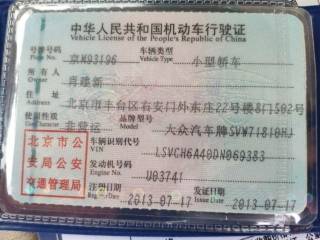 中华人民共和国机动车行驶证
Vehicle License of the People's Republic of China
号牌号码 京N93196 车辆类型 小型轿车
Plate No. Vehicle Type
所有人 肖建新
Owner
住址 北京市丰台区右安门外东庄22号楼8门502号
Address
使用性质 非营运 品牌型号 大众汽车牌SVW71810HJ
Model
北京市公 车辆识别代号 LSVCH6A40DN069383
VIN
安局公安 发动机号码 U03741
Engine No.
交通管理局 注册日期 2013-07-17 发证日期 2013-07-17
Register Date Issue Date